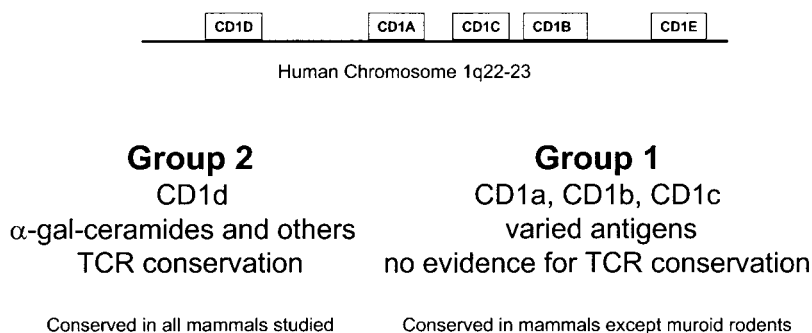 CD1D CD1A CD1C CD1B CD1E
Human Chromosome 1q22-23
Group 2
CD1d
α-gal-ceramides and others
TCR conservation
Conserved in all mammals studied
Group 1
CD1a, CD1b, CD1c
varied antigens
no evidence for TCR conservation
Conserved in mammals except muroid rodents